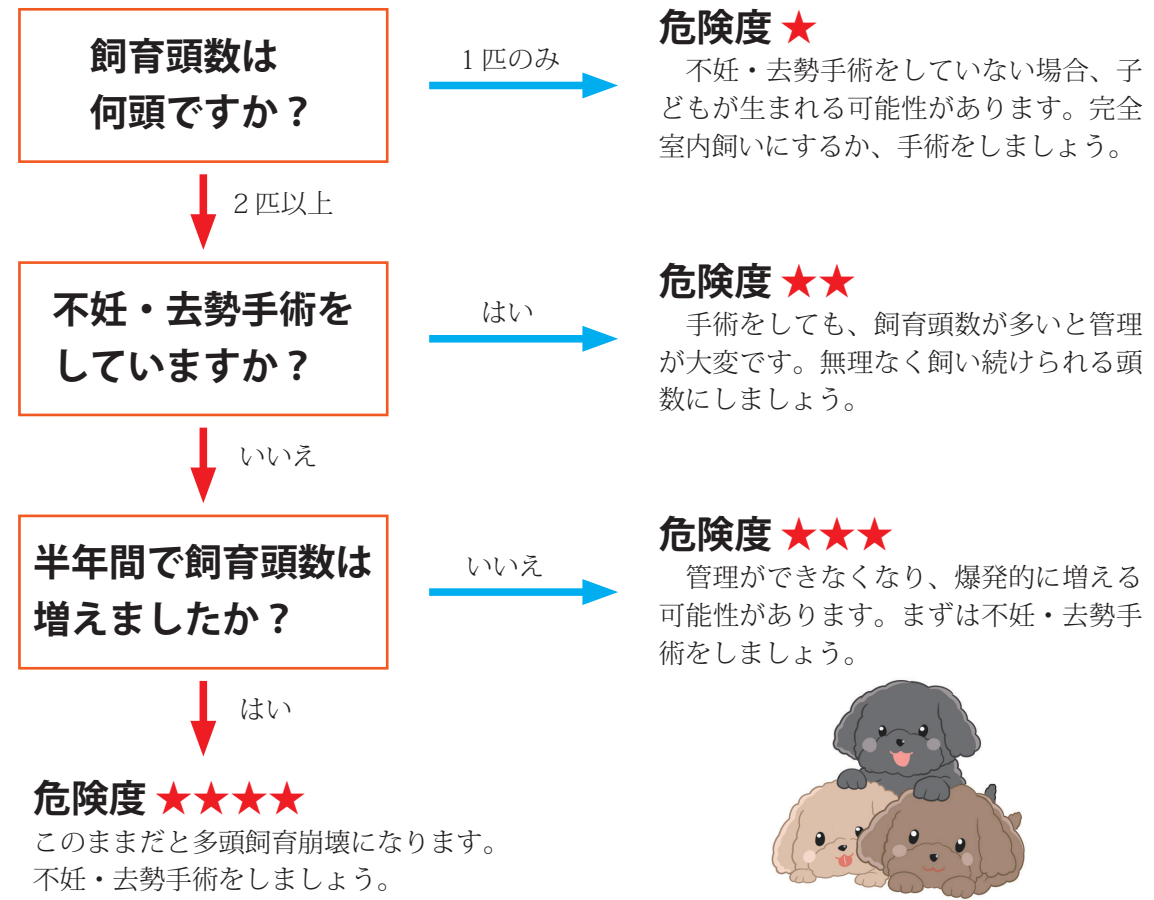 飼育頭数は
何頭ですか？
1匹のみ
危険度 ★
不妊・去勢手術をしていない場合、子
どもが生まれる可能性があります。完全
室内飼いにするか、手術をしましょう。
2匹以上
不妊・去勢手術を
していますか？
はい
危険度 ★★
手術をしても、飼育頭数が多いと管理
が大変です。無理なく飼い続けられる頭
数にしましょう。
いいえ
半年間で飼育頭数は
増えましたか？
いいえ
危険度 ★★★
管理ができなくなり、爆発的に増える
可能性があります。まずは不妊・去勢手
術をしましょう。
はい
危険度 ★★★★
このままだと多頭飼育崩壊になります。
不妊・去勢手術をしましょう。